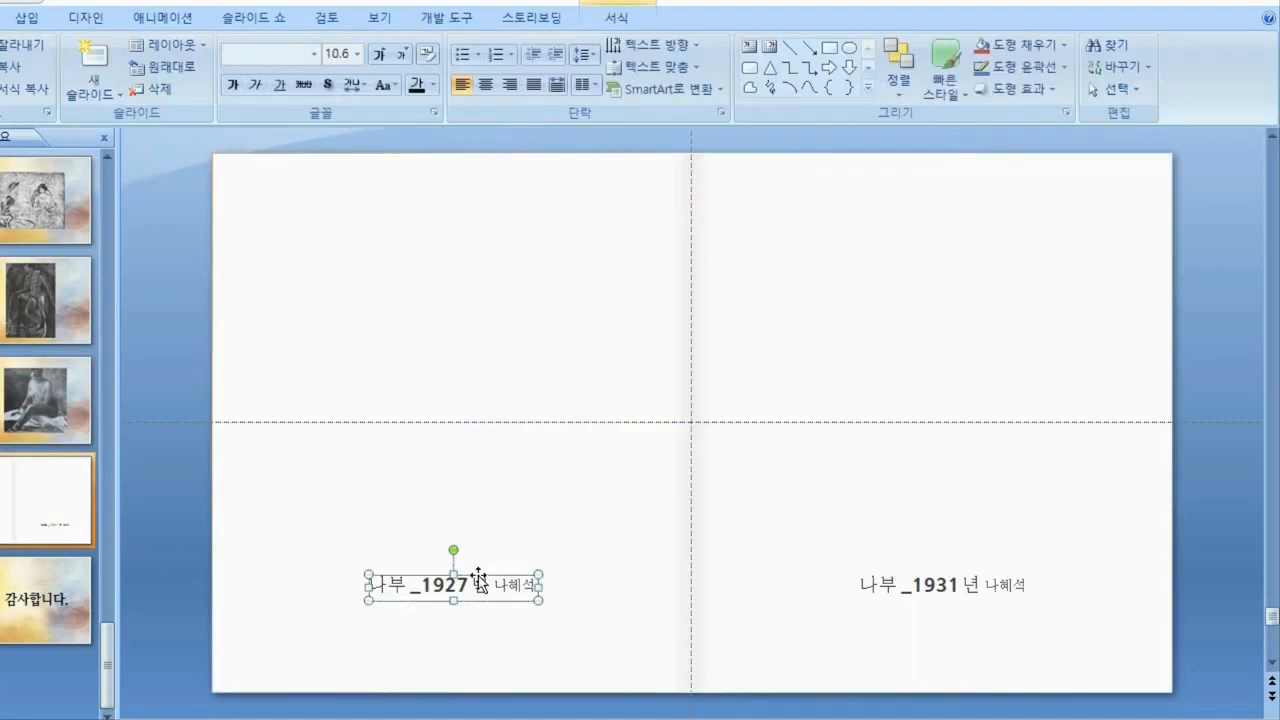 삽입 디자인 애니메이션 슬라이드 쇼 검토 보기 개발 도구 스토리보딩 서식
잘라내기 레이아웃 10.6 텍스트 방향 도형 채우기 찾기
복사 새 원래대로 텍스트 맞춤 정렬 빠른 도형 윤곽선 바꾸기
서식 복사 슬라이드 삭제 가 가 가 가가가 S 간 Aa 가 SmartArt로 변환 스타일 도형 효과 선택
슬라이드 글꼴 단락 그리기 편집
요
나부 _1927 년 나혜석
나부 _1931 년 나혜석
감사합니다.